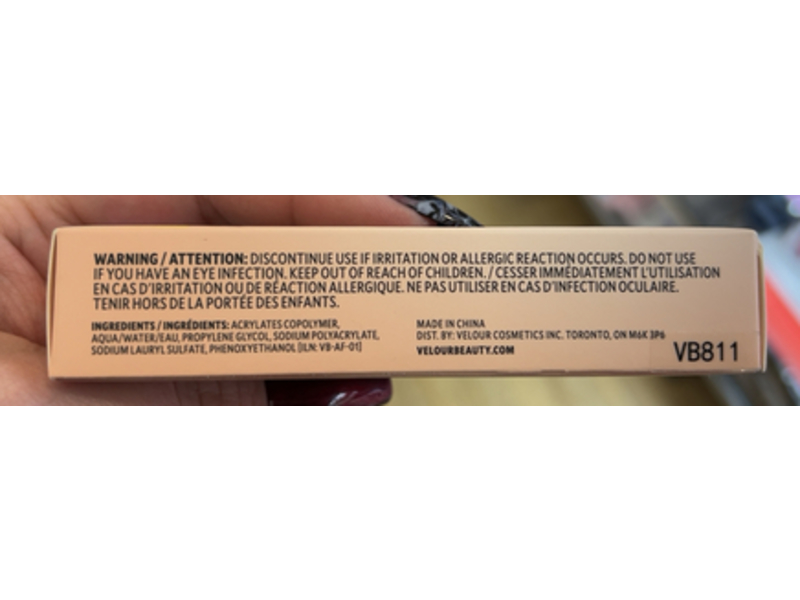 WARNING / ATTENTION: DISCONTINUE USE IF IRRITATION OR ALLERGIC REACTION OCCURS. DO NOT USE
IF YOU HAVE AN EYE INFECTION. KEEP OUT OF REACH OF CHILDREN. / CESSER IMMÉDIATEMENT L'UTILISATION
EN CAS D'IRRITATION OU DE RÉACTION ALLERGIQUE. NE PAS UTILISER EN CAS D'INFECTION OCULAIRE.
TENIR HORS DE LA PORTÉE DES ENFANTS.
INGREDIENTS / INGRÉDIENTS: ACRYLATES COPOLYMER,
AQUA/WATER/EAU, PROPYLENE GLYCOL, SODIUM POLYACRYLATE,
SODIUM LAURYL SULFATE, PHENOXYETHANOL [ILN: VB-AF-01]
MADE IN CHINA
DIST. BY: VELOUR COSMETICS INC. TORONTO, ON M6K 3P6
VELOURBEAUTY.COM
VB811